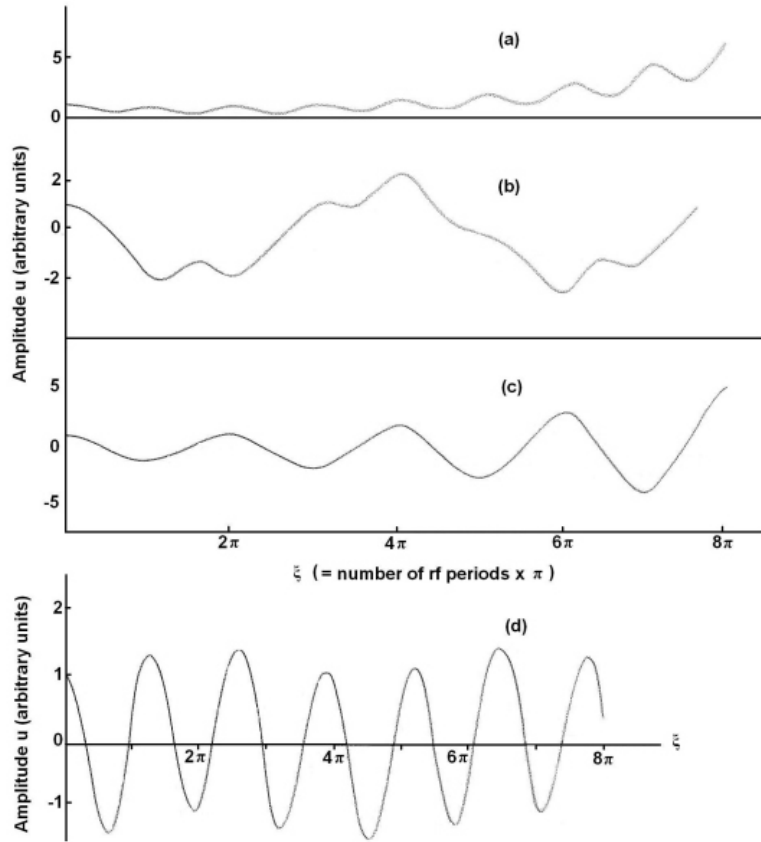 (a)
5
0
Amplitude u (arbitrary units)
2
0
-2
(b)
(c)
5
0
-5
2π 4π 6π 8π
ξ ( = number of rf periods x π )
Amplitude u (arbitrary units)
2
1
0
-1
(d)
2π 4π 6π 8π
ξ